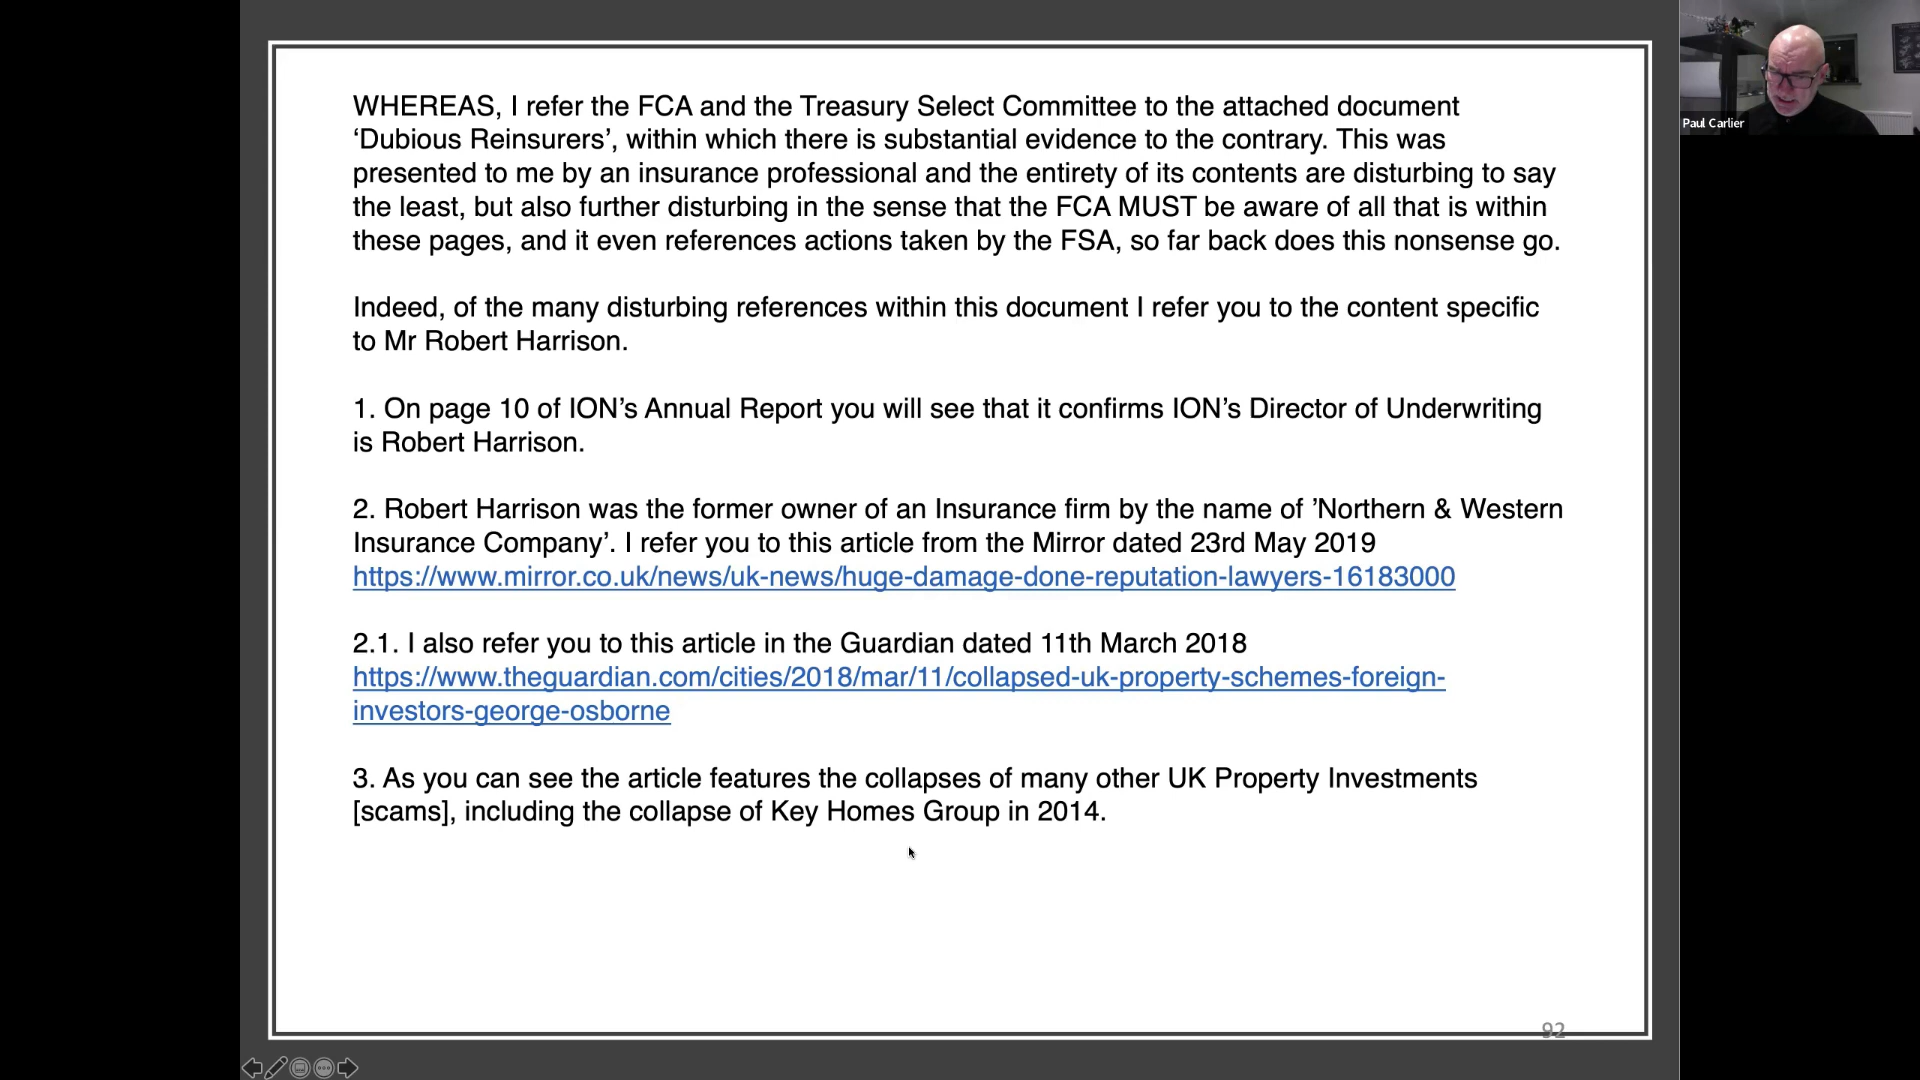 WHEREAS, I refer the FCA and the Treasury Select Committee to the attached document
‘Dubious Reinsurers’, within which there is substantial evidence to the contrary. This was
presented to me by an insurance professional and the entirety of its contents are disturbing to say
the least, but also further disturbing in the sense that the FCA MUST be aware of all that is within
these pages, and it even references actions taken by the FSA, so far back does this nonsense go.
Indeed, of the many disturbing references within this document I refer you to the content specific
to Mr Robert Harrison.
1. On page 10 of ION’s Annual Report you will see that it confirms ION’s Director of Underwriting
is Robert Harrison.
2. Robert Harrison was the former owner of an Insurance firm by the name of ’Northern & Western
Insurance Company’. I refer you to this article from the Mirror dated 23rd May 2019
https://www.mirror.co.uk/news/uk-news/huge-damage-done-reputation-lawyers-16183000
2.1. I also refer you to this article in the Guardian dated 11th March 2018
https://www.theguardian.com/cities/2018/mar/11/collapsed-uk-property-schemes-foreign-
investors-george-osborne
3. As you can see the article features the collapses of many other UK Property Investments
[scams], including the collapse of Key Homes Group in 2014.
92
Paul Carlier